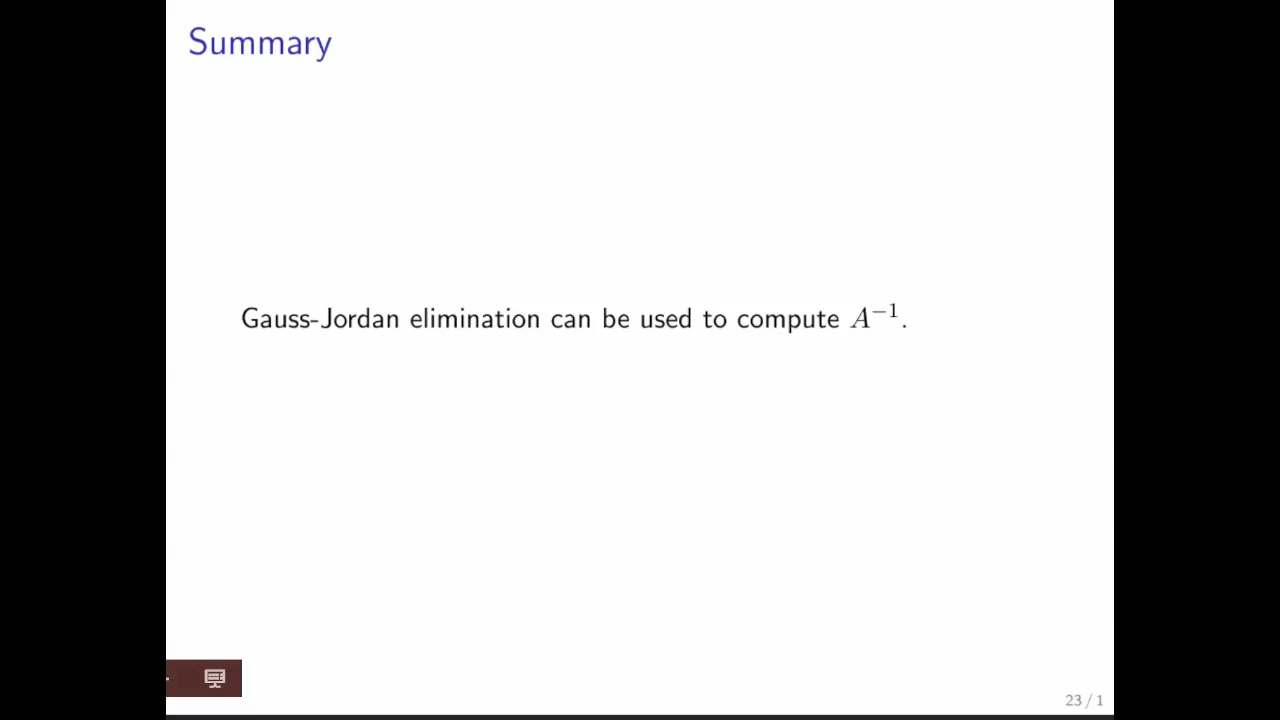 Summary
Gauss-Jordan elimination can be used to compute $A^{-1}$.
23 / 1